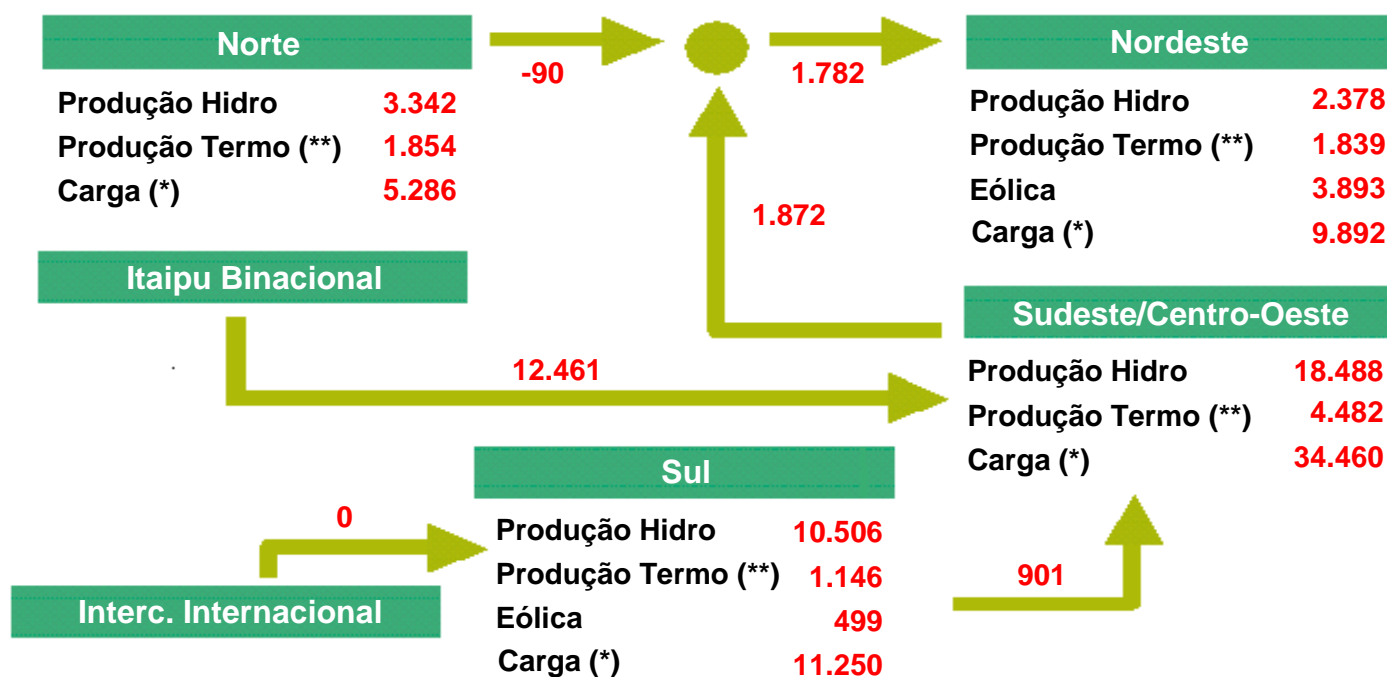 Norte
-90
1.782
Nordeste
Produção Hidro 3.342
Produção Termo (**) 1.854
Carga (*) 5.286
Produção Hidro 2.378
Produção Termo (**) 1.839
Eólica 3.893
Carga (*) 9.892
1.872
Itaipu Binacional
12.461
Sudeste/Centro-Oeste
Produção Hidro 18.488
Produção Termo (**) 4.482
Carga (*) 34.460
Sul
0
Produção Hidro 10.506
Produção Termo (**) 1.146
Eólica 499
Carga (*) 11.250
901
Interc. Internacional